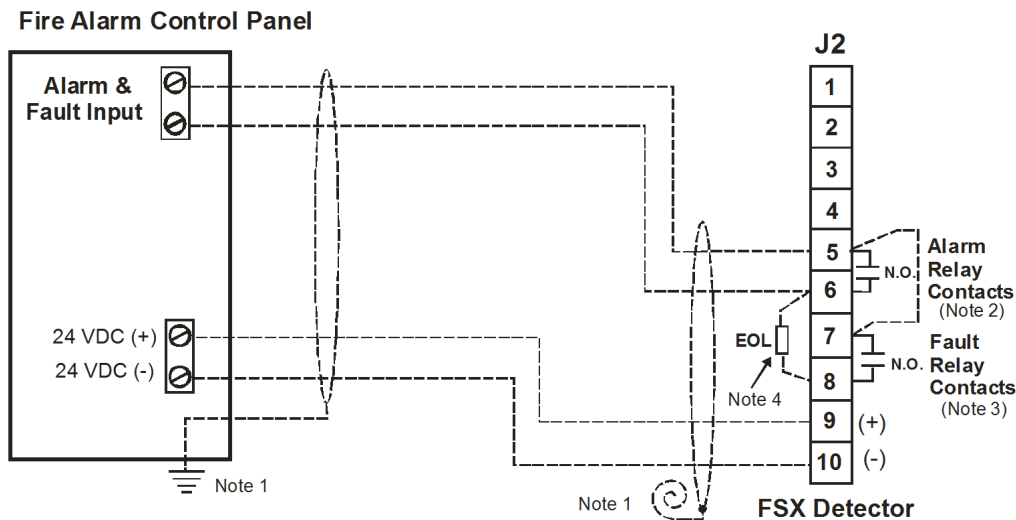 Fire Alarm Control Panel
J2
Alarm &
Fault Input
1
2
3
4
5
6
7
8
9
10
Alarm
Relay
Contacts
(Note 2)
N.O.
Fault
Relay
Contacts
(Note 3)
N.O.
EOL
Note 4
24 VDC (+)
24 VDC (-)
(+)
(-)
Note 1
Note 1
FSX Detector